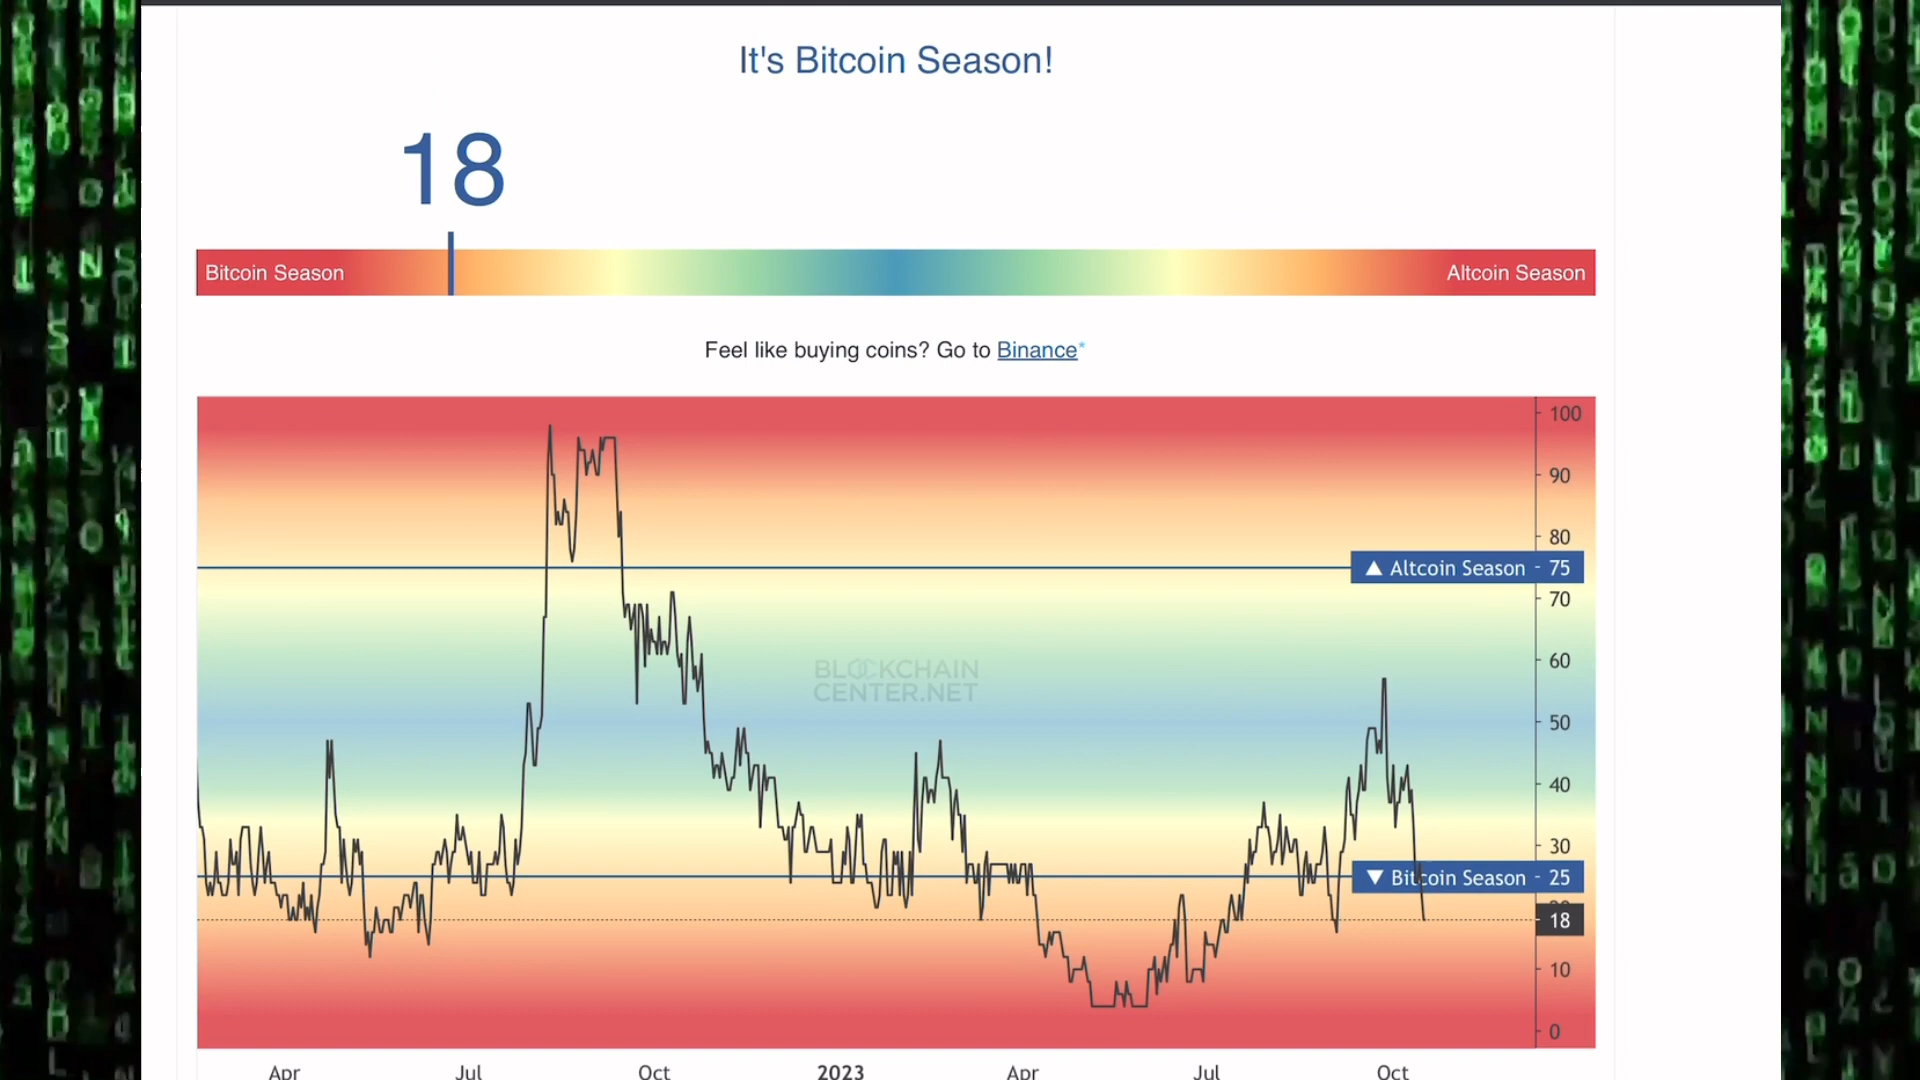 It's Bitcoin Season!
18
Bitcoin Season
Altcoin Season
Feel like buying coins? Go to Binance*
100
90
80
▲ Altcoin Season - 75
70
60
BLOCKCHAIN
CENTER.NET
50
40
30
▼ Bitcoin Season - 25
18
10
0
Apr Jul Oct 2023 Apr Jul Oct